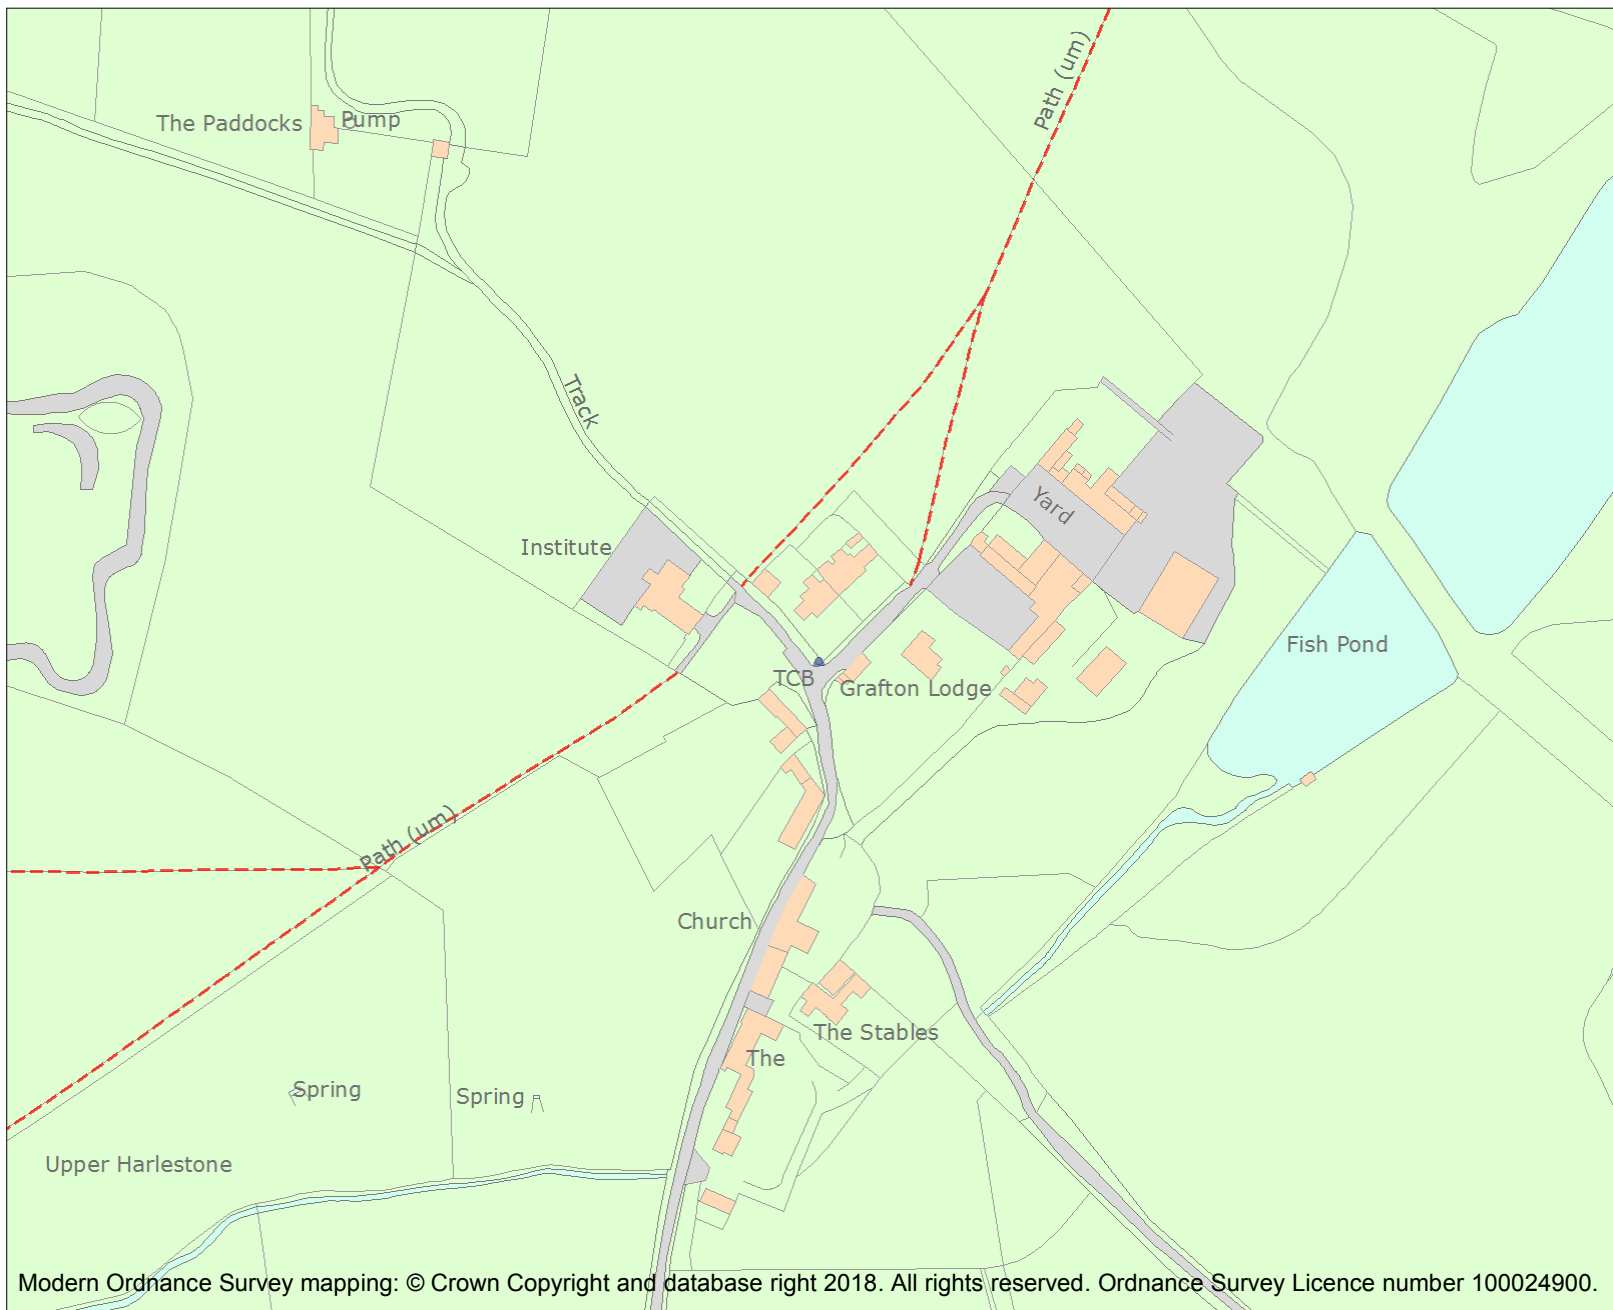 Path (um)
The Paddocks
Pump
Track
Yard
Institute
Fish Pond
TCB
Grafton Lodge
Path (um)
Church
The Stables
The
Spring
Spring
Upper Harlestone
Modern Ordnance Survey mapping: © Crown Copyright and database right 2018. All rights reserved. Ordnance Survey Licence number 100024900.